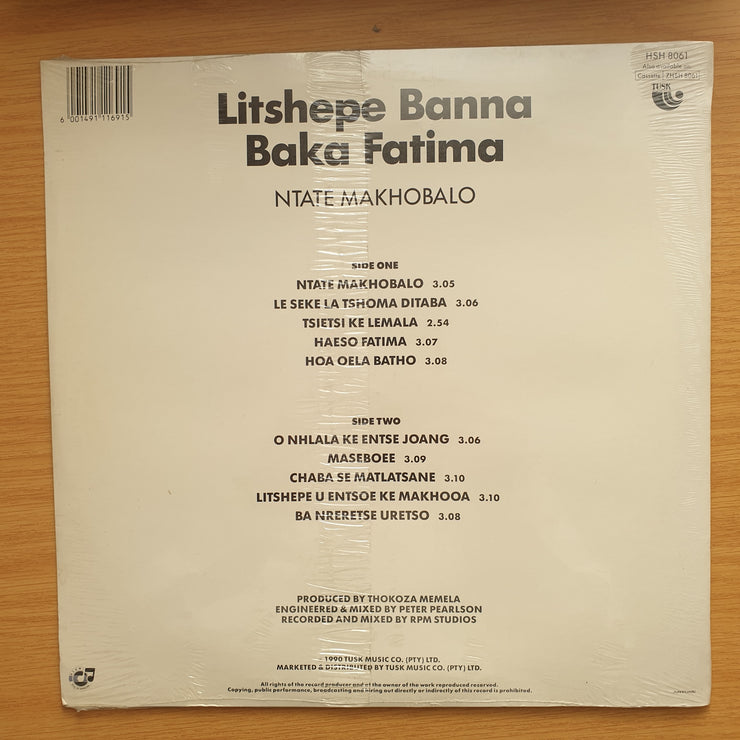 HSH 8061
Also available on
Cassette ZHSH 8061
TUSK
6 001491 116915
Litshepe Banna
Baka Fatima
NTATE MAKHOBALO
SIDE ONE
NTATE MAKHOBALO 3.05
LE SEKE LA TSHOMA DITABA 3.06
TSIETSI KE LEMALA 2.54
HAESO FATIMA 3.07
HOA QELA BATHO 3.08
SIDE TWO
O NHLALA KE ENTSE JOANG 3.06
MASEBOEE 3.09
CHABA SE MATLATSANE 3.10
LITSHEPE U ENTSOE KE MAKHOOA 3.10
BA NRERETSE URETSO 3.08
PRODUCED BY THOKOZA MEMELA
ENGINEERED & MIXED BY PETER PEARLSON
RECORDED AND MIXED BY RPM STUDIOS
1990 TUSK MUSIC CO. (PTY) LTD.
MARKETED & DISTRIBUTED BY TUSK MUSIC CO. (PTY) LTD.
All rights of the record producer and of the owner of the work reproduced reserved.
Copying, public performance, broadcasting and hiring out directly or indirectly of this record is prohibited.